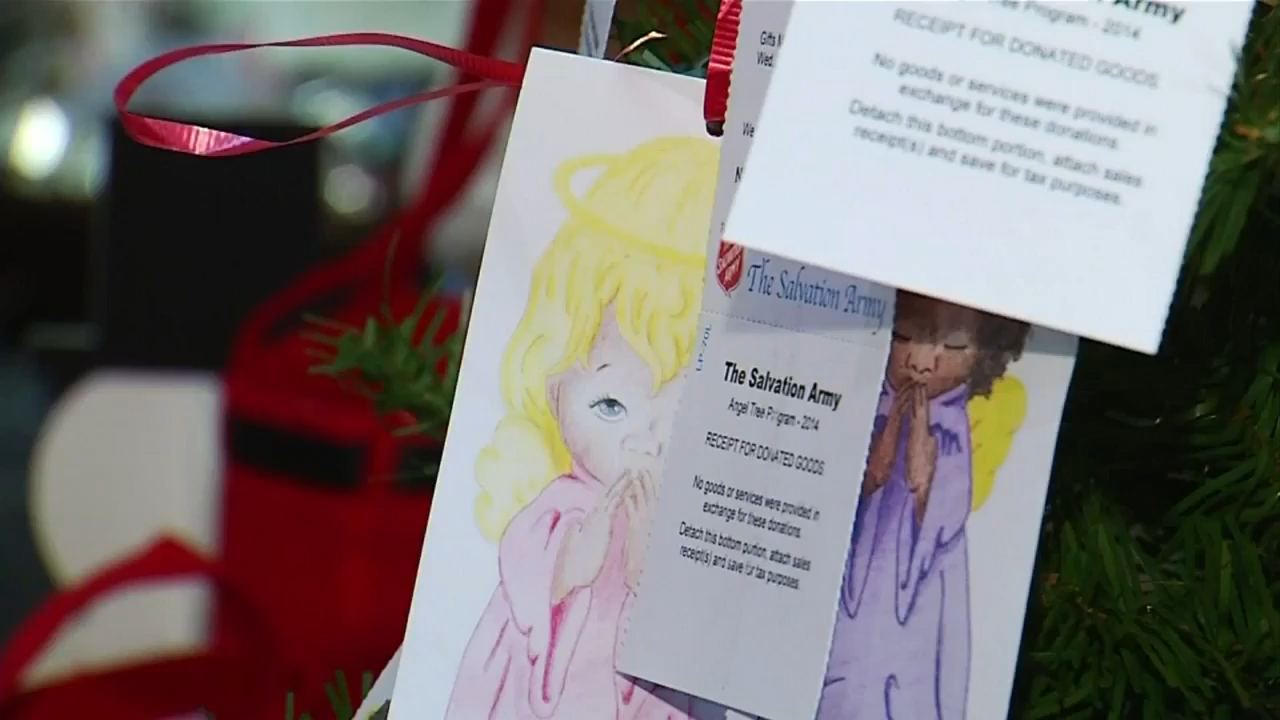 Army
Program - 2014
RECEIPT FOR DONATED GOODS
No goods or services were provided in
exchange for these donations.
Detach this bottom portion, attach sales
receipt(s) and save for tax purposes.
Gifts
Wed.
We
The Salvation Army
The Salvation Army
Angel Tree Program - 2014
RECEIPT FOR DONATED GOODS
No goods or services were provided in
exchange for these donations.
Detach this bottom portion, attach sales
receipt(s) and save for tax purposes.